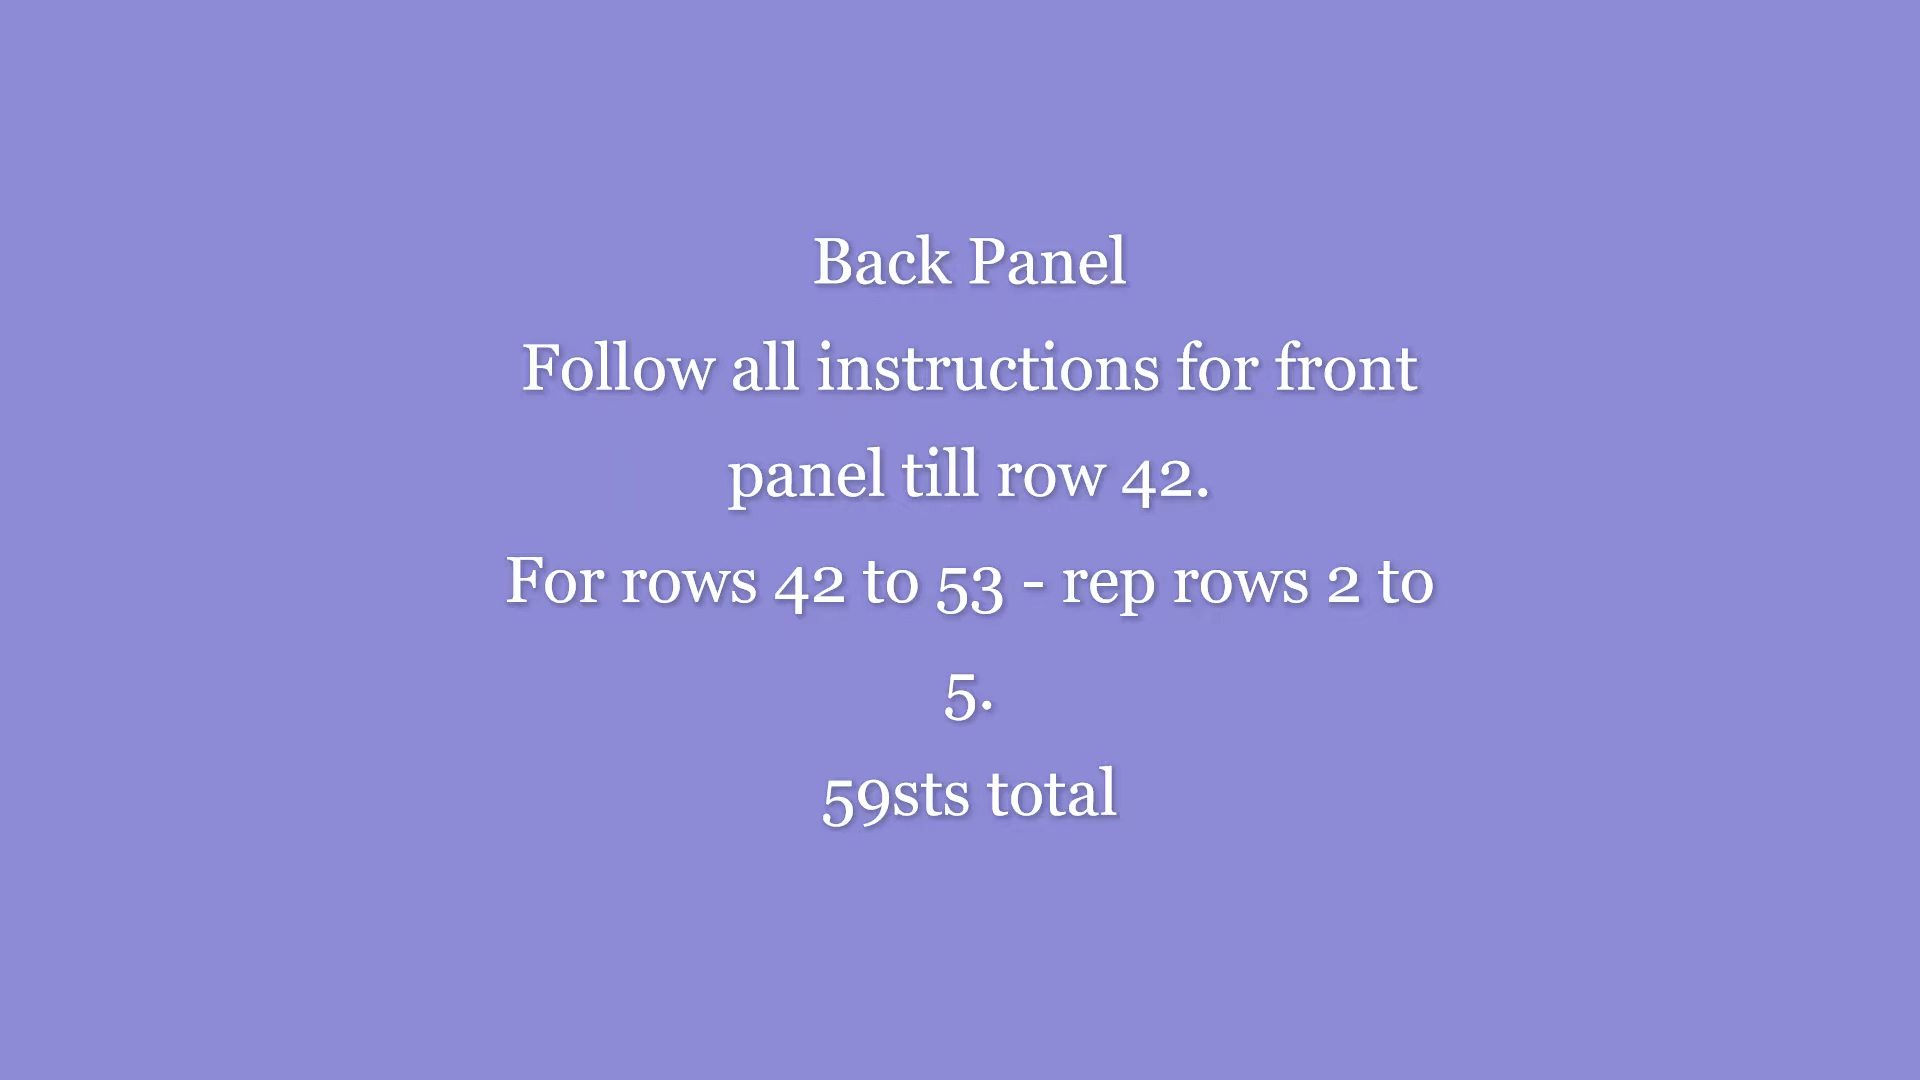 Back Panel
Follow all instructions for front
panel till row 42.
For rows 42 to 53 - rep rows 2 to
5.
59sts total